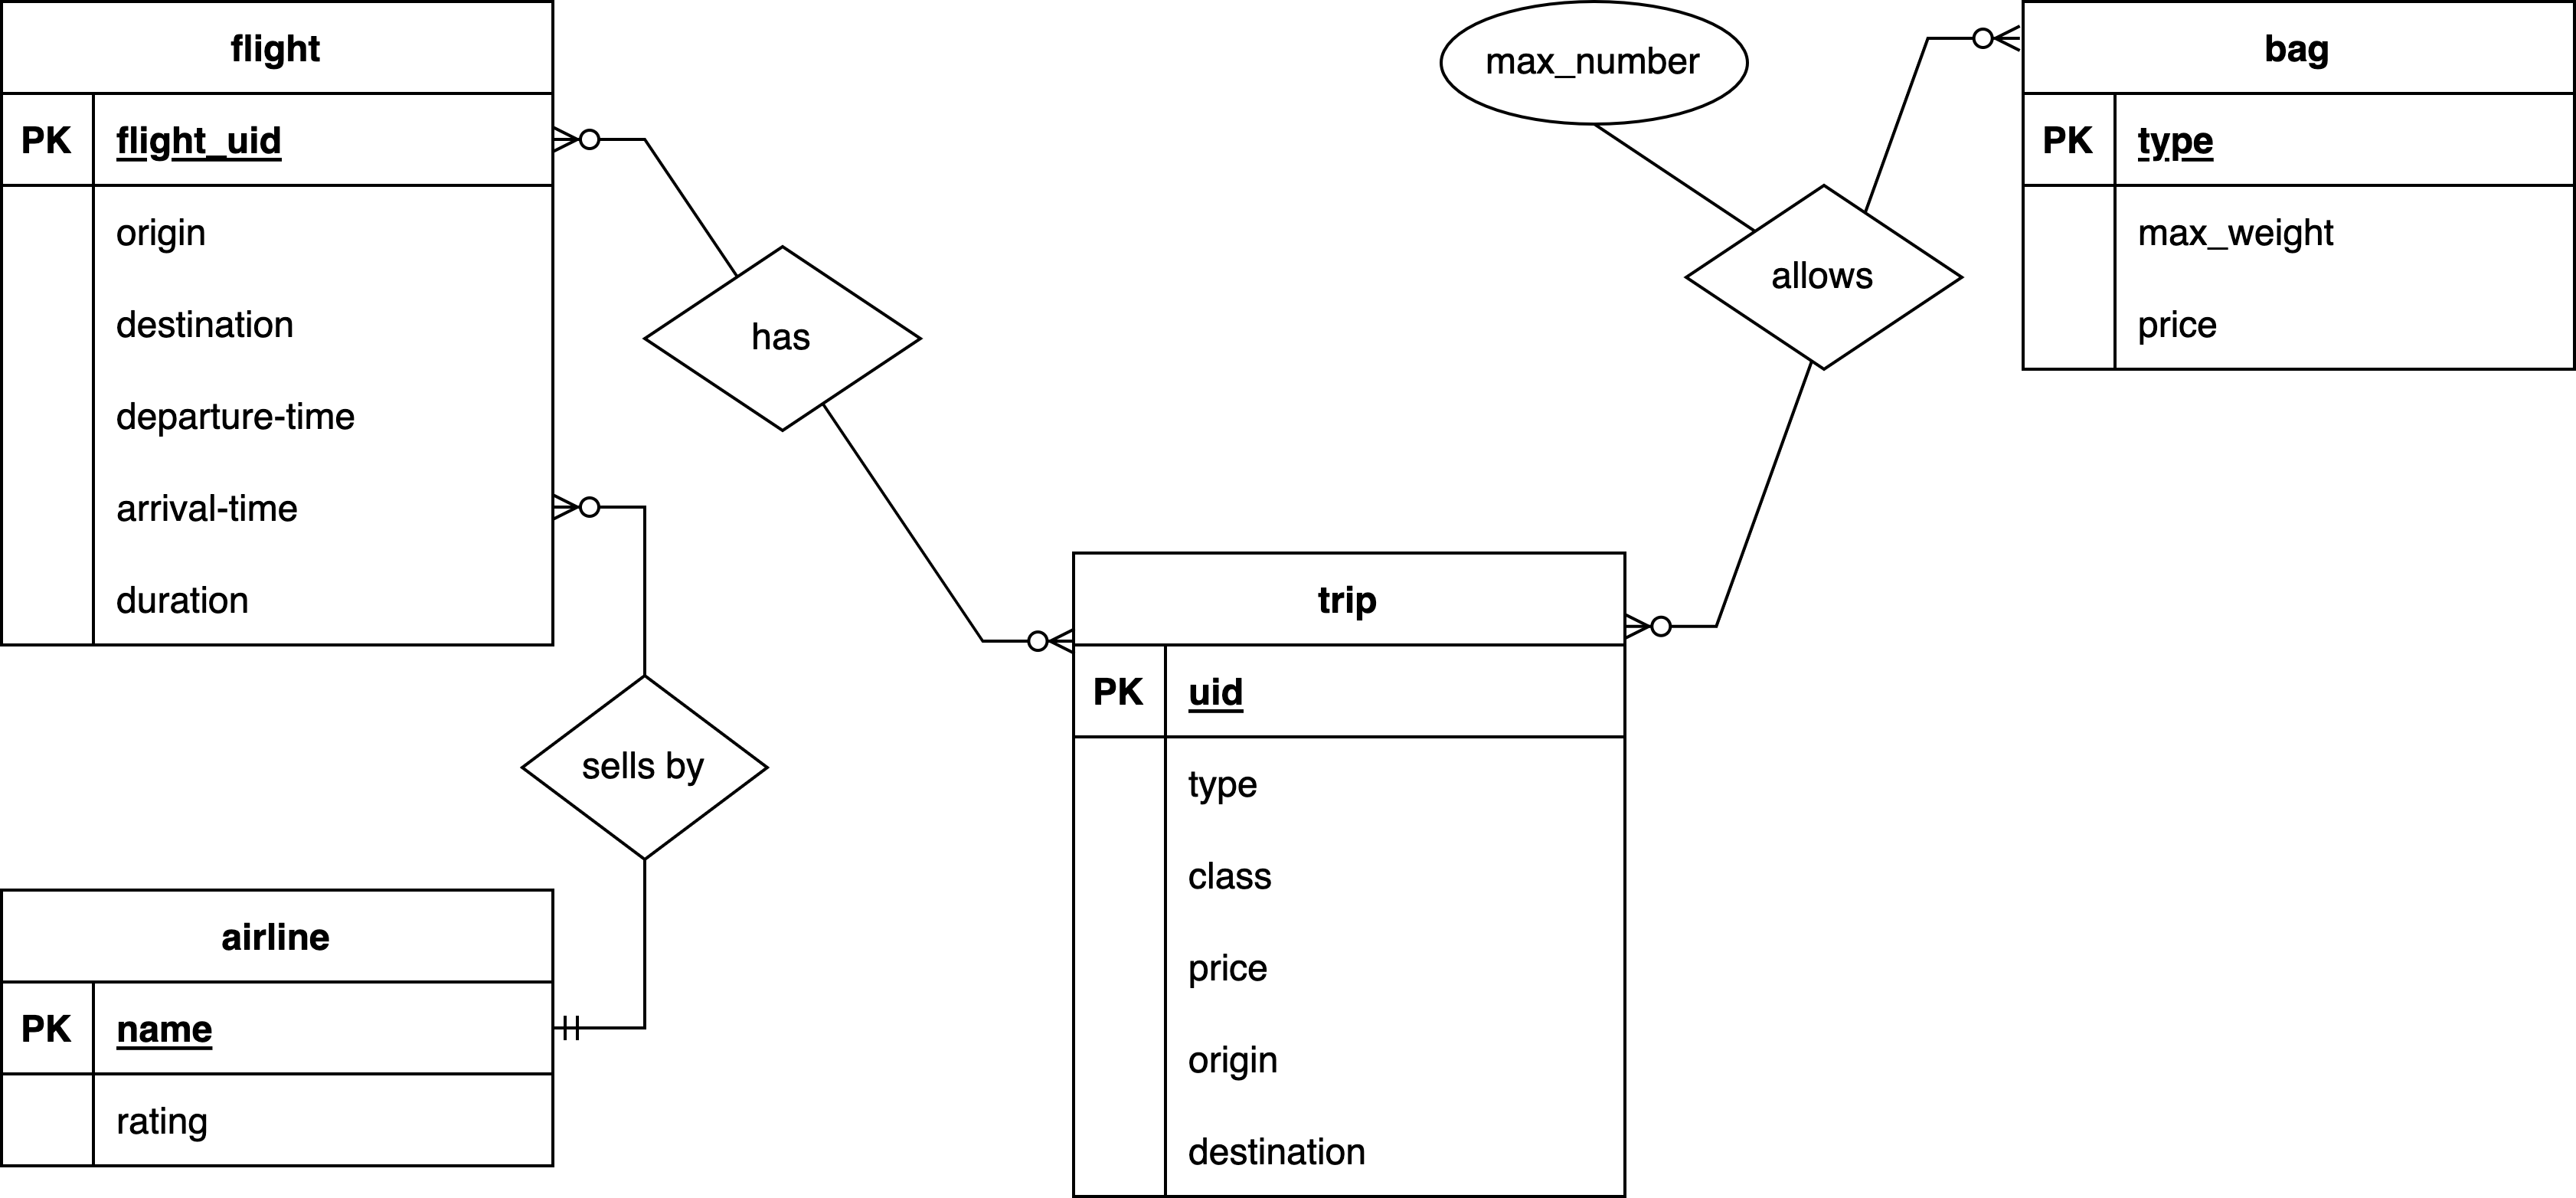 flight
PK flight_uid
origin
destination
departure-time
arrival-time
duration
has
sells by
airline
PK name
rating
max_number
allows
bag
PK type
max_weight
price
trip
PK uid
type
class
price
origin
destination